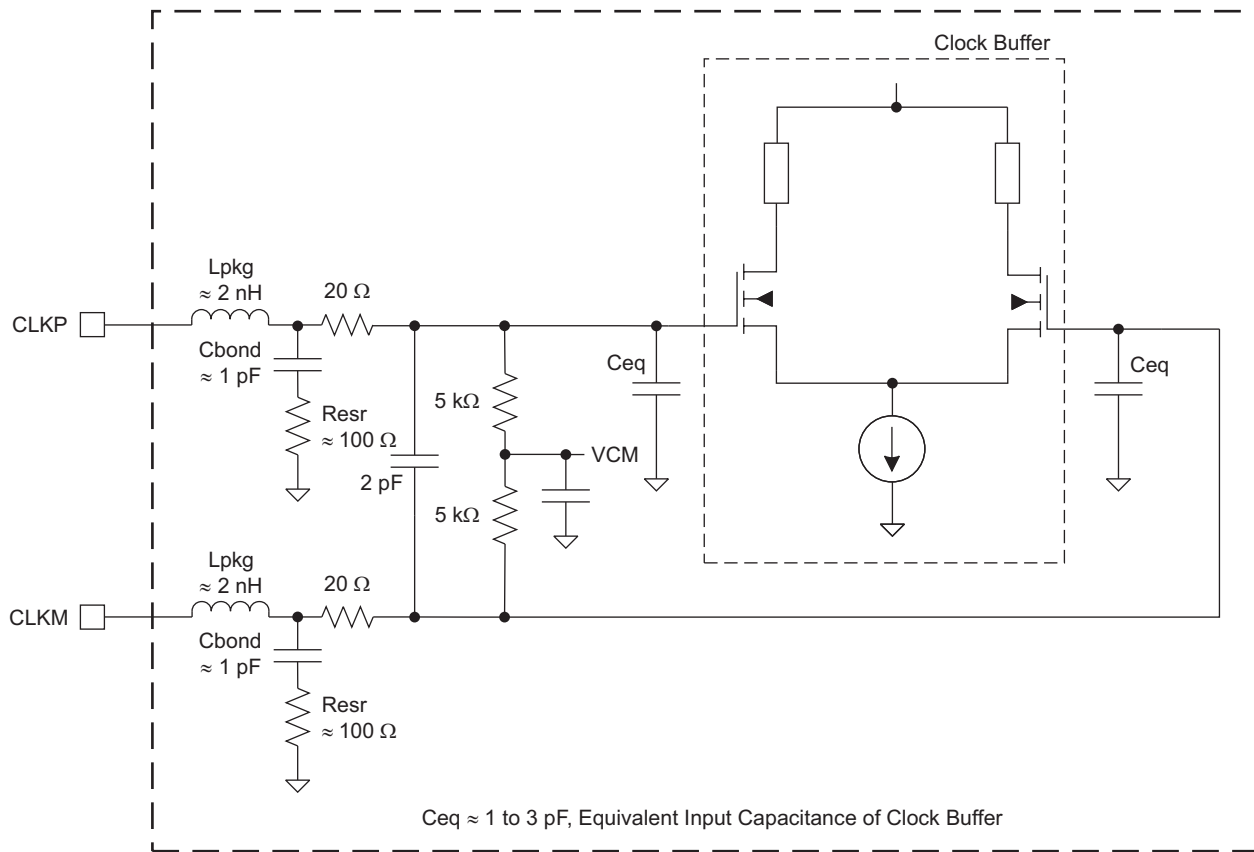 Clock Buffer
Lpkg
≈ 2 nH
20 Ω
CLKP
Cbond
≈ 1 pF
Resr
≈ 100 Ω
2 pF
5 kΩ
VCM
5 kΩ
Ceq
Ceq
Lpkg
≈ 2 nH
20 Ω
CLKM
Cbond
≈ 1 pF
Resr
≈ 100 Ω
Ceq ≈ 1 to 3 pF, Equivalent Input Capacitance of Clock Buffer